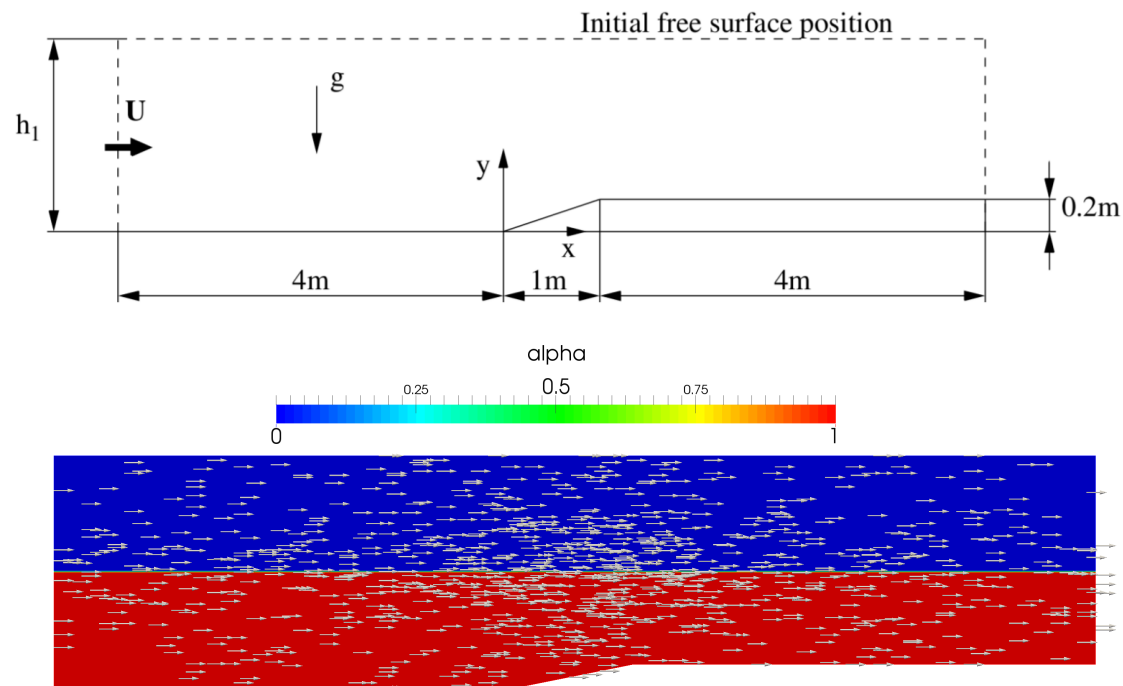 Initial free surface position
g
h1
U
y
0.2m
x
4m
1m
4m
alpha
0.25
0.5
0.75
0
1